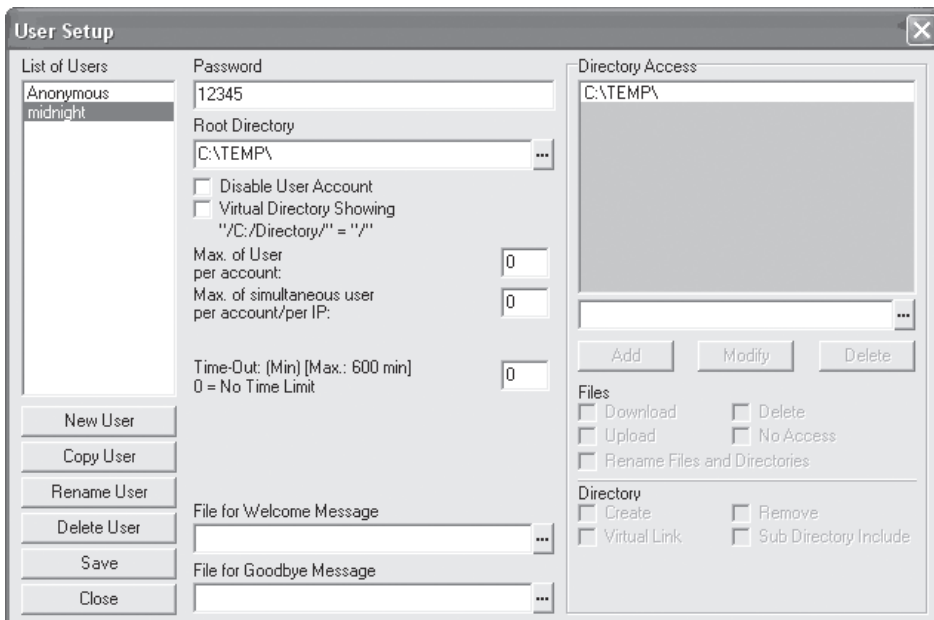 User Setup
List of Users
Anonymous
midnight
New User
Copy User
Rename User
Delete User
Save
Close
Password
12345
Root Directory
C:\TEMP\
...
Disable User Account
Virtual Directory Showing
"/C:/Directory/" = "/"
Max. of User
per account:
0
Max. of simultaneous user
per account/per IP:
0
Time-Out: (Min) [Max.: 600 min]
0 = No Time Limit
0
File for Welcome Message
...
File for Goodbye Message
...
Directory Access
C:\TEMP\
...
Add Modify Delete
Files
Download Delete
Upload No Access
Rename Files and Directories
Directory
Create Remove
Virtual Link Sub Directory Include